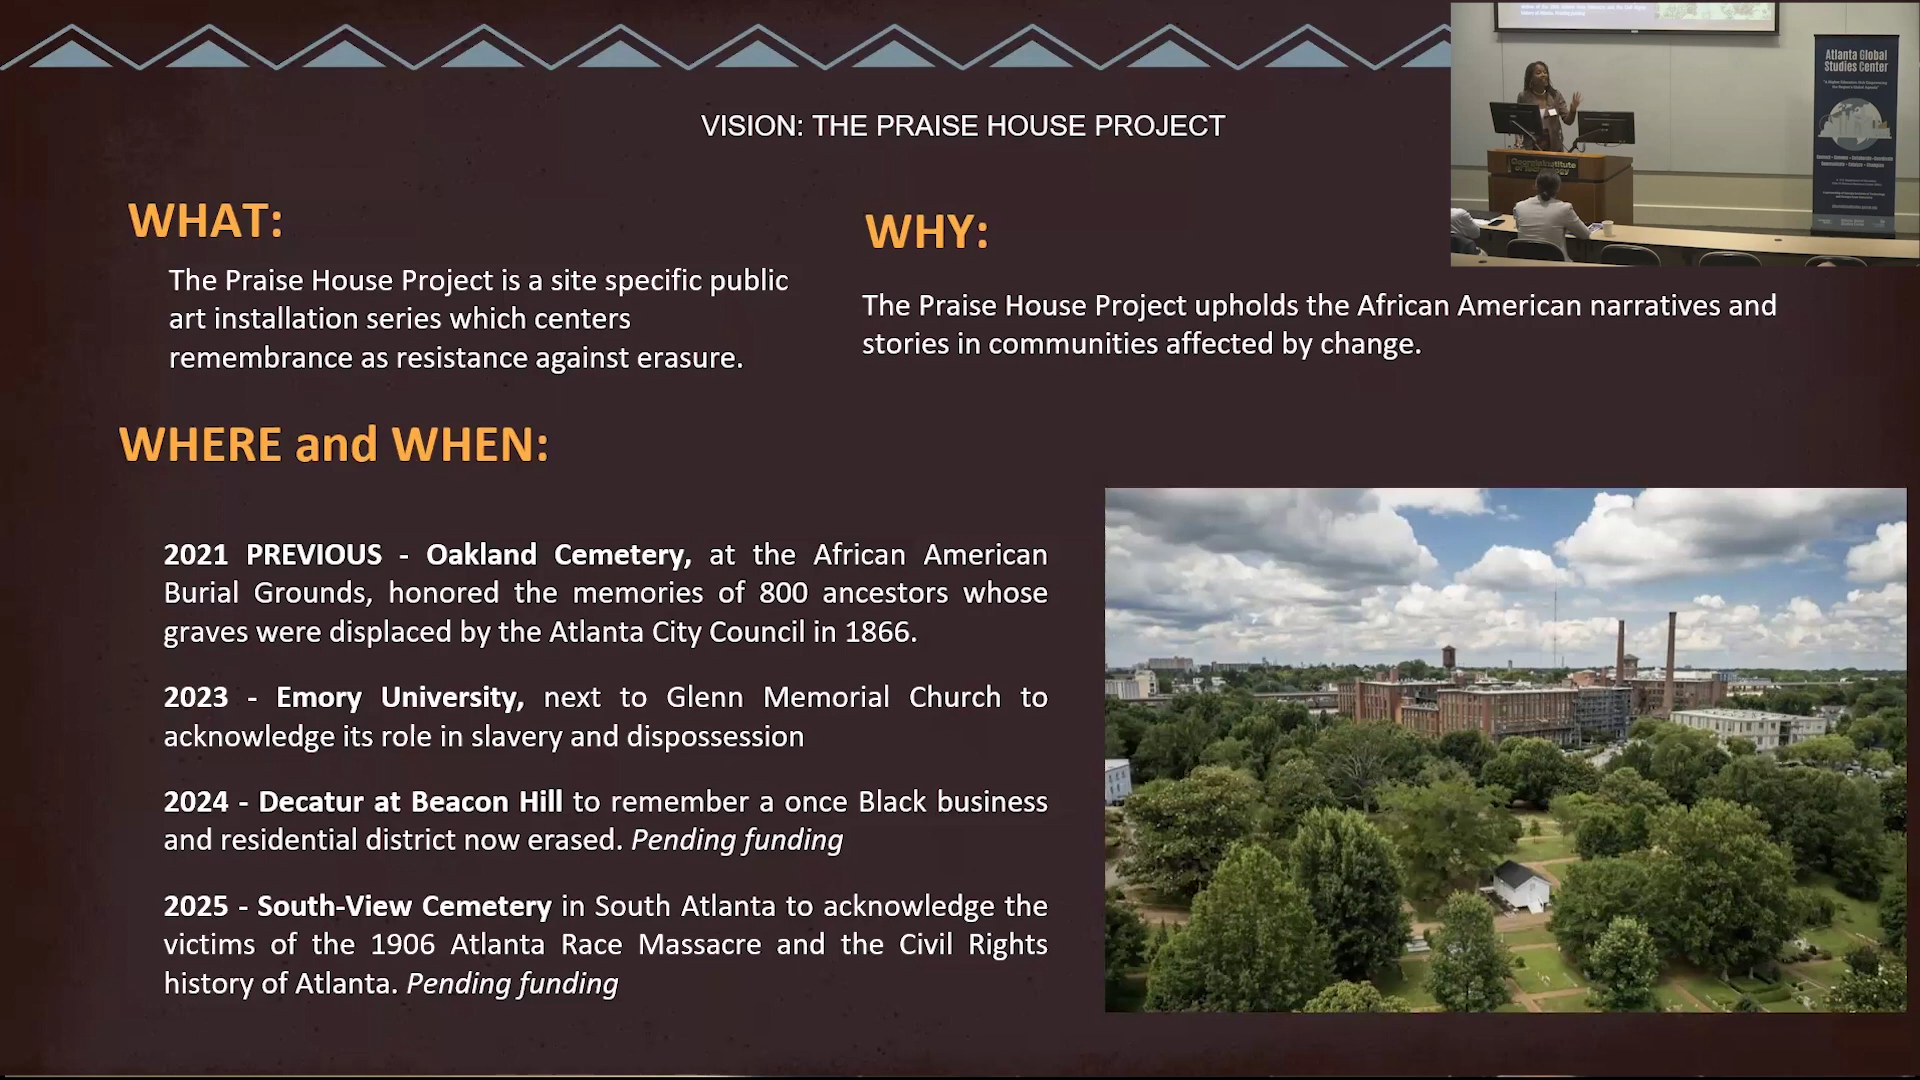 VISION: THE PRAISE HOUSE PROJECT
WHAT:
The Praise House Project is a site specific public
art installation series which centers
remembrance as resistance against erasure.
WHY:
The Praise House Project upholds the African American narratives and
stories in communities affected by change.
WHERE and WHEN:
2021 PREVIOUS - Oakland Cemetery, at the African American
Burial Grounds, honored the memories of 800 ancestors whose
graves were displaced by the Atlanta City Council in 1866.
2023 - Emory University, next to Glenn Memorial Church to
acknowledge its role in slavery and dispossession
2024 - Decatur at Beacon Hill to remember a once Black business
and residential district now erased. Pending funding
2025 - South-View Cemetery in South Atlanta to acknowledge the
victims of the 1906 Atlanta Race Massacre and the Civil Rights
history of Atlanta. Pending funding
Atlanta Global
Studies Center
Georgia Institute
of Technology